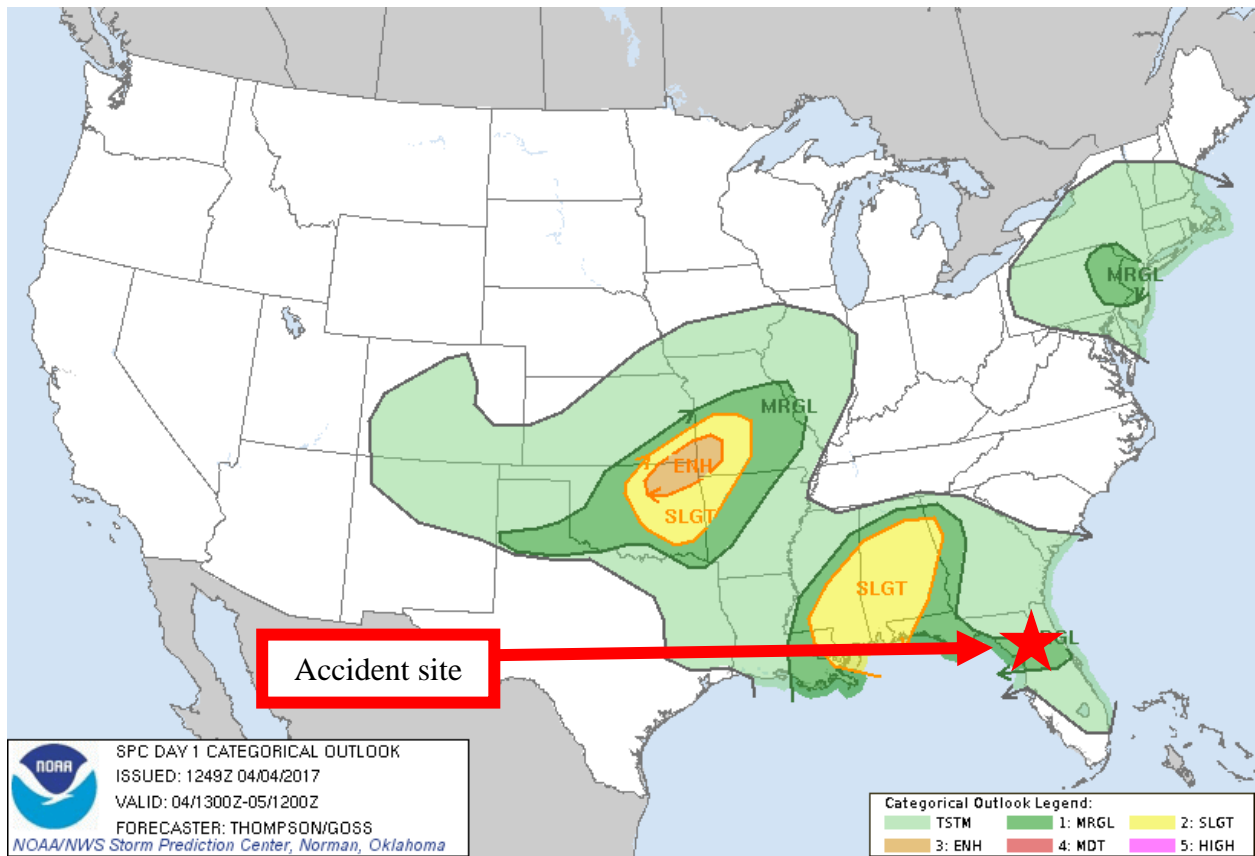 MRGL
MRGL
ENH
SLGT
SLGT
RGL
Accident site
NOAA
SPC DAY 1 CATEGORICAL OUTLOOK
ISSUED: 1249Z 04/04/2017
VALID: 04/1300Z-05/1200Z
FORECASTER: THOMPSON/GOSS
NOAA/NWS Storm Prediction Center, Norman, Oklahoma
Categorical Outlook Legend:
TSTM 1: MRGL 2: SLGT
3: ENH 4: MDT 5: HIGH